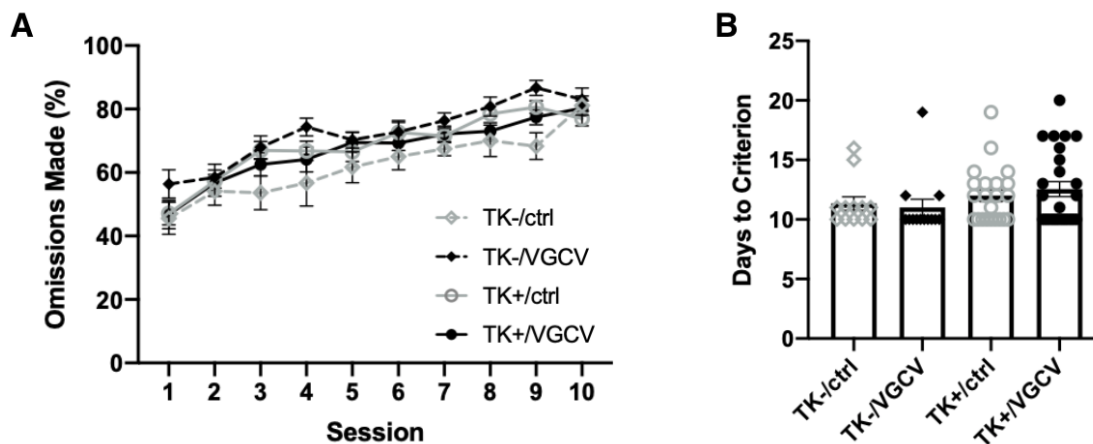 A
Omissions Made (%)
100
80
60
40
20
0
TK-/ctrl
TK-/VGCV
TK+/ctrl
TK+/VGCV
1 2 3 4 5 6 7 8 9 10
Session
B
Days to Criterion
25
20
15
10
5
0
TK-/ctrl
TK-/VGCV
TK+/ctrl
TK+/VGCV